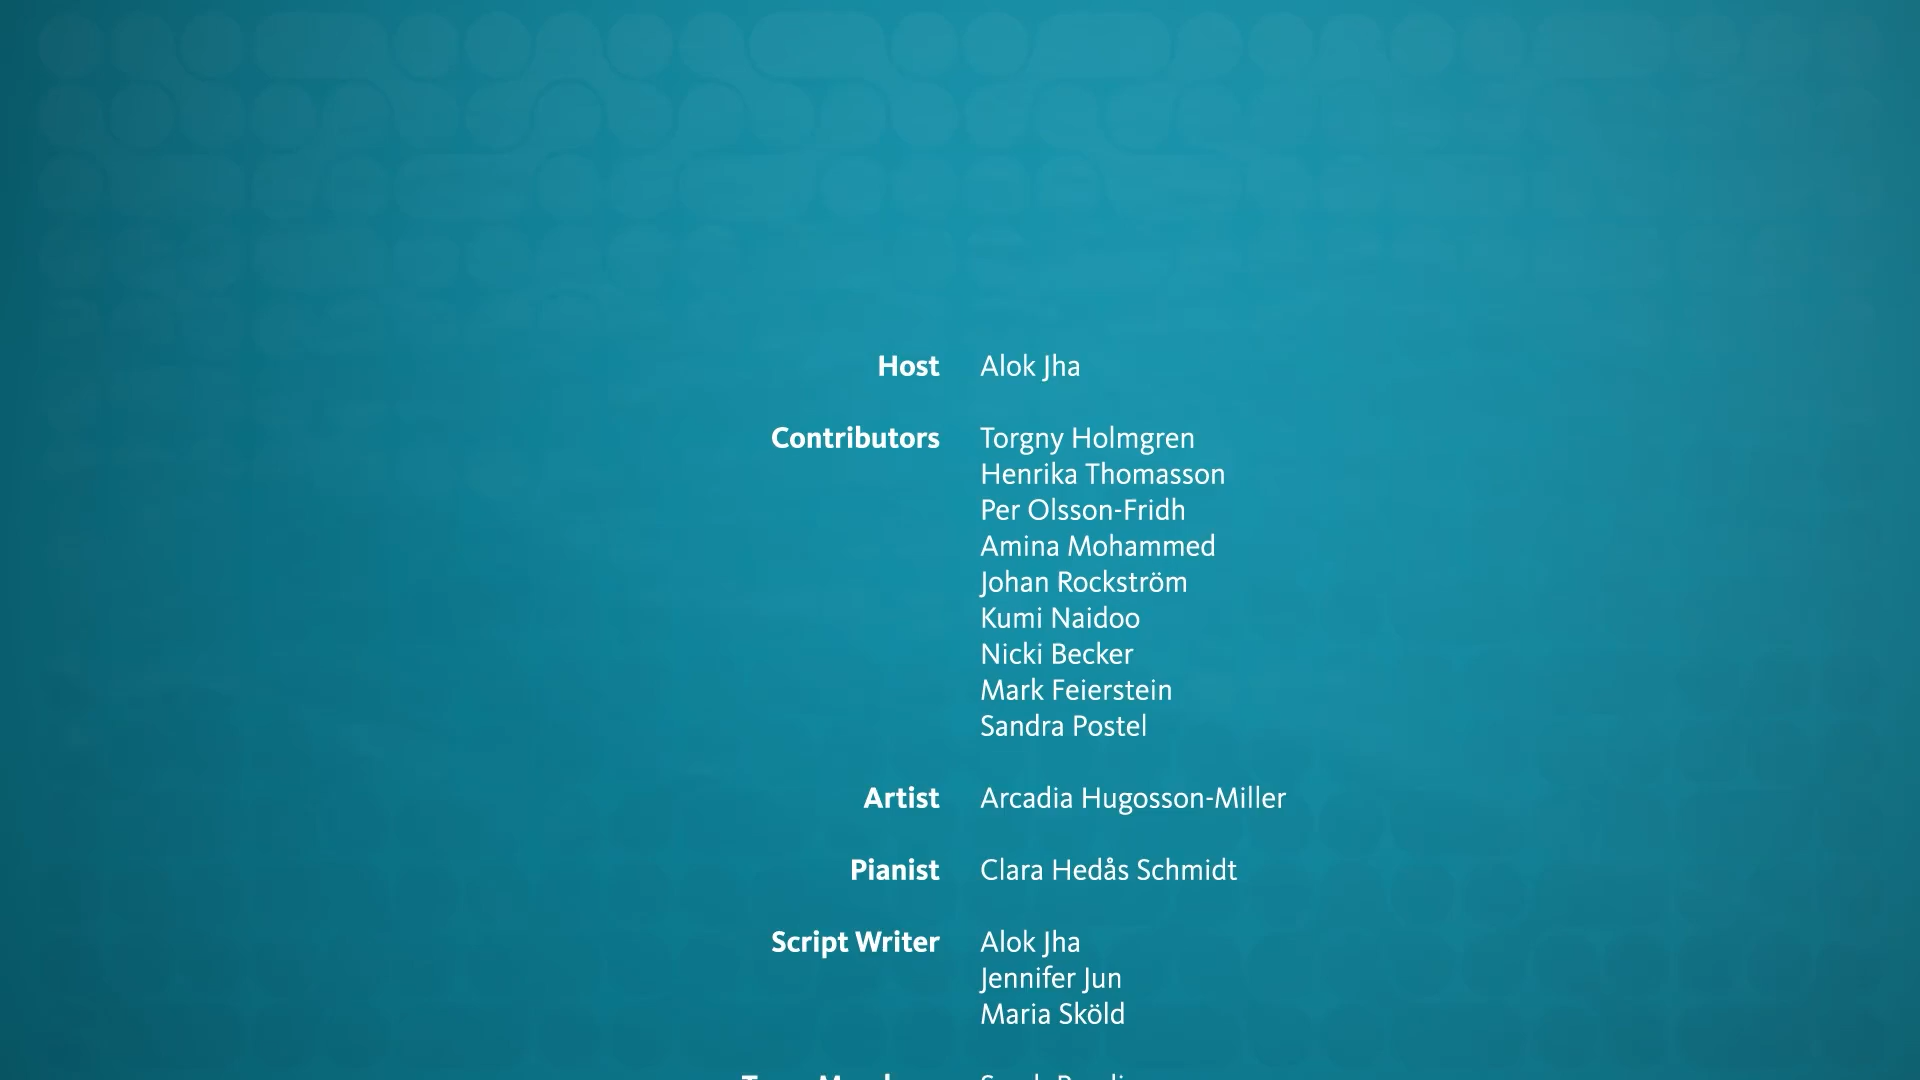 Host Alok Jha
Contributors Torgny Holmgren
Henrika Thomasson
Per Olsson-Fridh
Amina Mohammed
Johan Rockström
Kumi Naidoo
Nicki Becker
Mark Feierstein
Sandra Postel
Artist Arcadia Hugosson-Miller
Pianist Clara Hedås Schmidt
Script Writer Alok Jha
Jennifer Jun
Maria Sköld